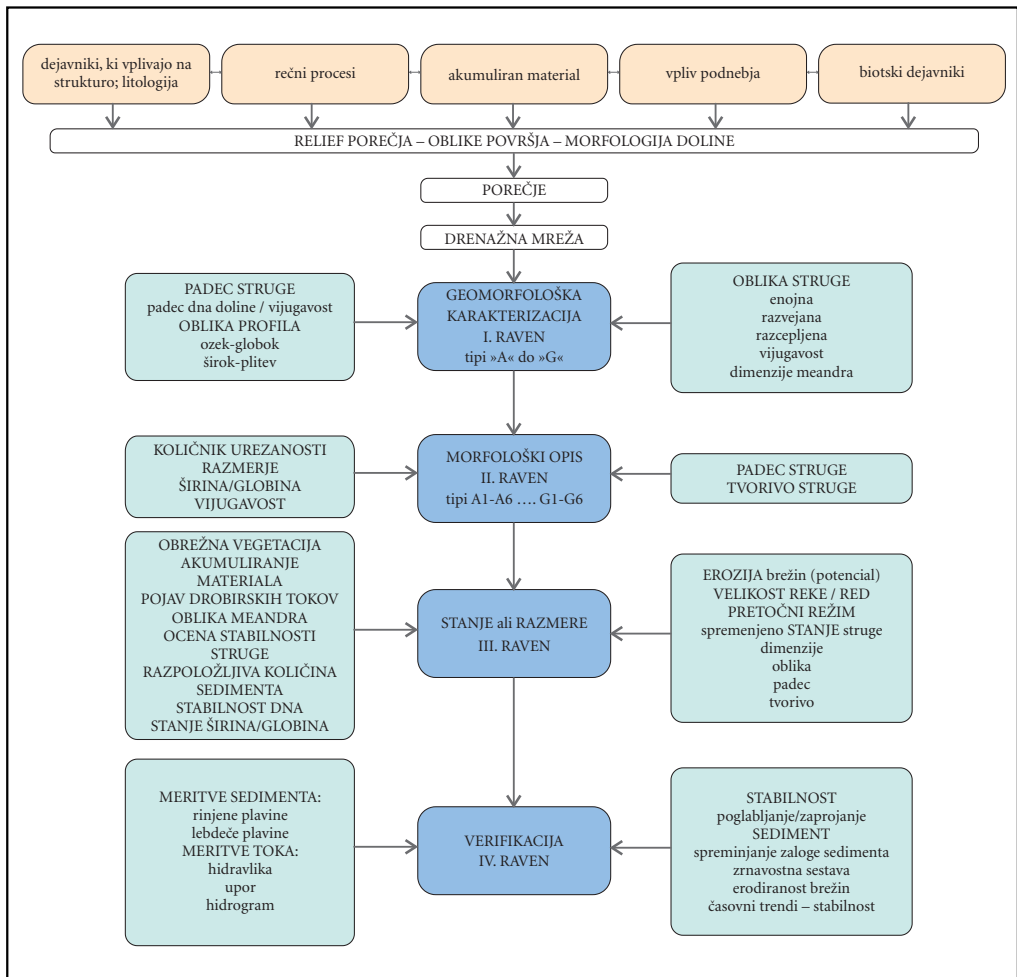 dejavniki, ki vplivajo na
strukturo; litologija
rečni procesi
akumuliran material
vpliv podnebja
biotski dejavniki
RELIEF POREČJA – OBLIKE POVRŠJA – MORFOLOGIJA DOLINE
POREČJE
DRENAŽNA MREŽA
PADEC STRUGE
padec dna doline / vijugavost
OBLIKA PROFILA
ozek-globok
širok-plitev
GEOMORFOLOŠKA
KARAKTERIZACIJA
I. RAVEN
tipi »A« do »G«
OBLIKA STRUGE
enojna
razvejana
razcepljena
vijugavost
dimenzije meandra
KOLIČNIK UREZANOSTI
RAZMERJE
ŠIRINA/GLOBINA
VIJUGAVOST
MORFOLOŠKI OPIS
II. RAVEN
tipi A1-A6 .... G1-G6
PADEC STRUGE
TVORIVO STRUGE
OBREŽNA VEGETACIJA
AKUMULIRANJE
MATERIALA
POJAV DROBIRSKIH TOKOV
OBLIKA MEANDRA
OCENA STABILNOSTI
STRUGE
RAZPOLOŽLJIVA KOLIČINA
SEDIMENTA
STABILNOST DNA
STANJE ŠIRINA/GLOBINA
STANJE ali RAZMERE
III. RAVEN
EROZIJA brežin (potencial)
VELIKOST REKE / RED
PRETOČNI REŽIM
spremenjeno STANJE struge
dimenzije
oblika
padec
tvorivo
MERITVE SEDIMENTA:
rinjene plavine
lebdeče plavine
MERITVE TOKA:
hidravlika
upor
hidrogram
VERIFIKACIJA
IV. RAVEN
STABILNOST
poglabljanje/zaprojanje
SEDIMENT
spreminjanje zaloge sedimenta
zrnavostna sestava
erodiranost brežin
časovni trendi – stabilnost